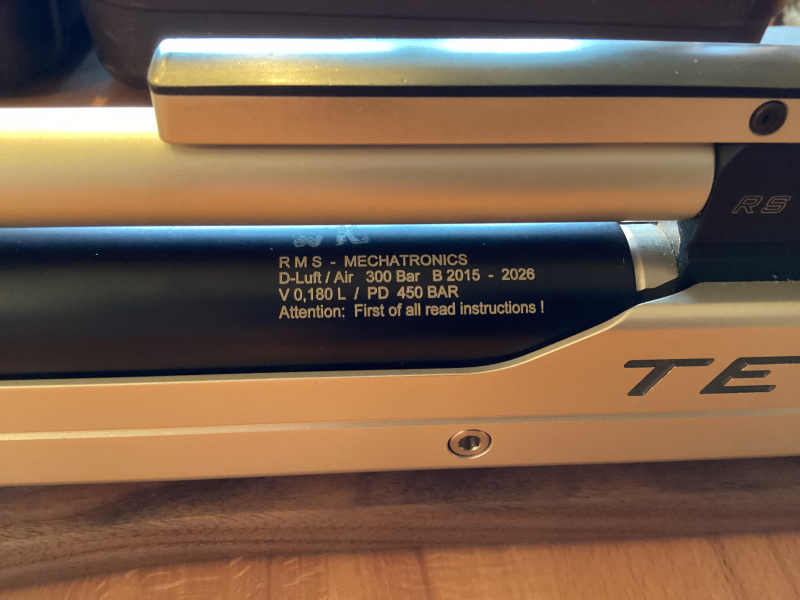 RS
R M S - MECHATRONICS
D-Luft / Air 300 Bar B 2015 - 2026
V 0,180 L / PD 450 BAR
Attention: First of all read instructions !
TE